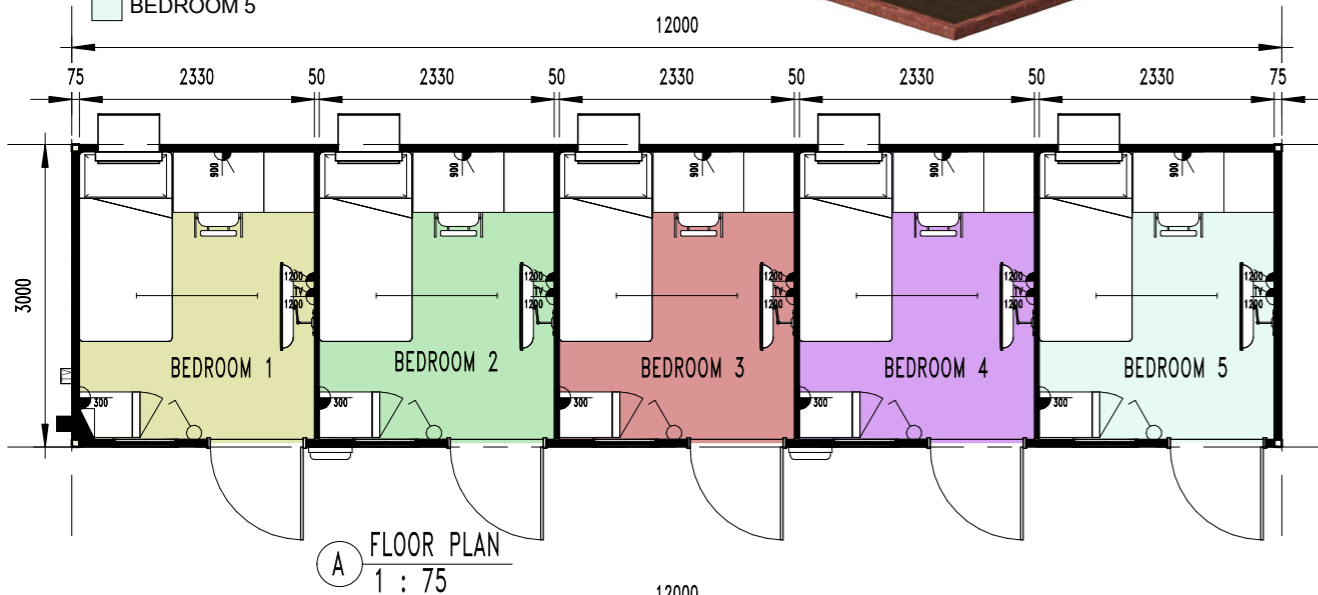 BEDROOM 5
12000
75 2330 50 2330 50 2330 50 2330 50 2330 75
900 900 900 900 900
3000
1200 1200 1200 1200 1200
TV TV TV TV TV
1200 1200 1200 1200 1200
BEDROOM 1 BEDROOM 2 BEDROOM 3 BEDROOM 4 BEDROOM 5
300 300 300 300 300
A FLOOR PLAN
1 : 75
12000